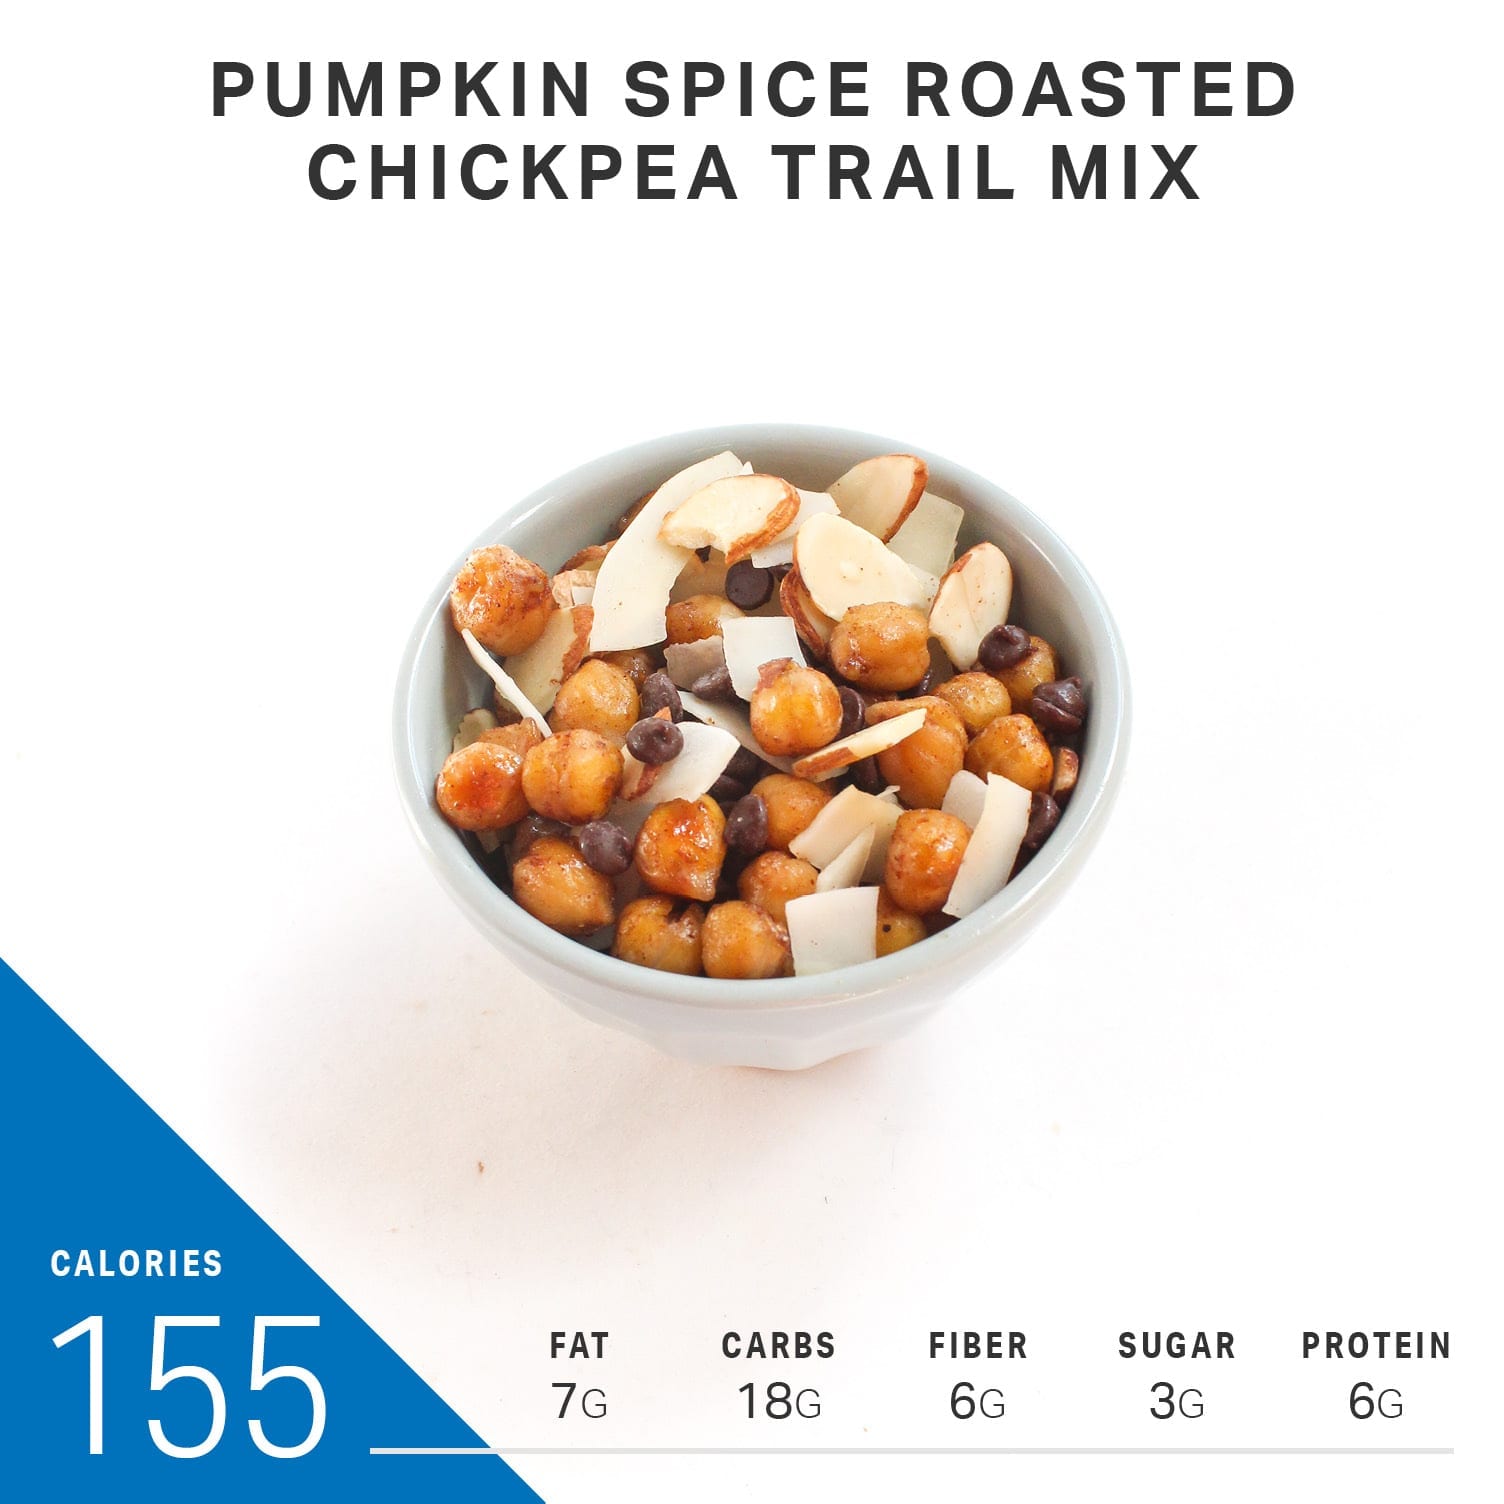 PUMPKIN SPICE ROASTED
CHICKPEA TRAIL MIX
CALORIES
155
FAT CARBS FIBER SUGAR PROTEIN
7G 18G 6G 3G 6G